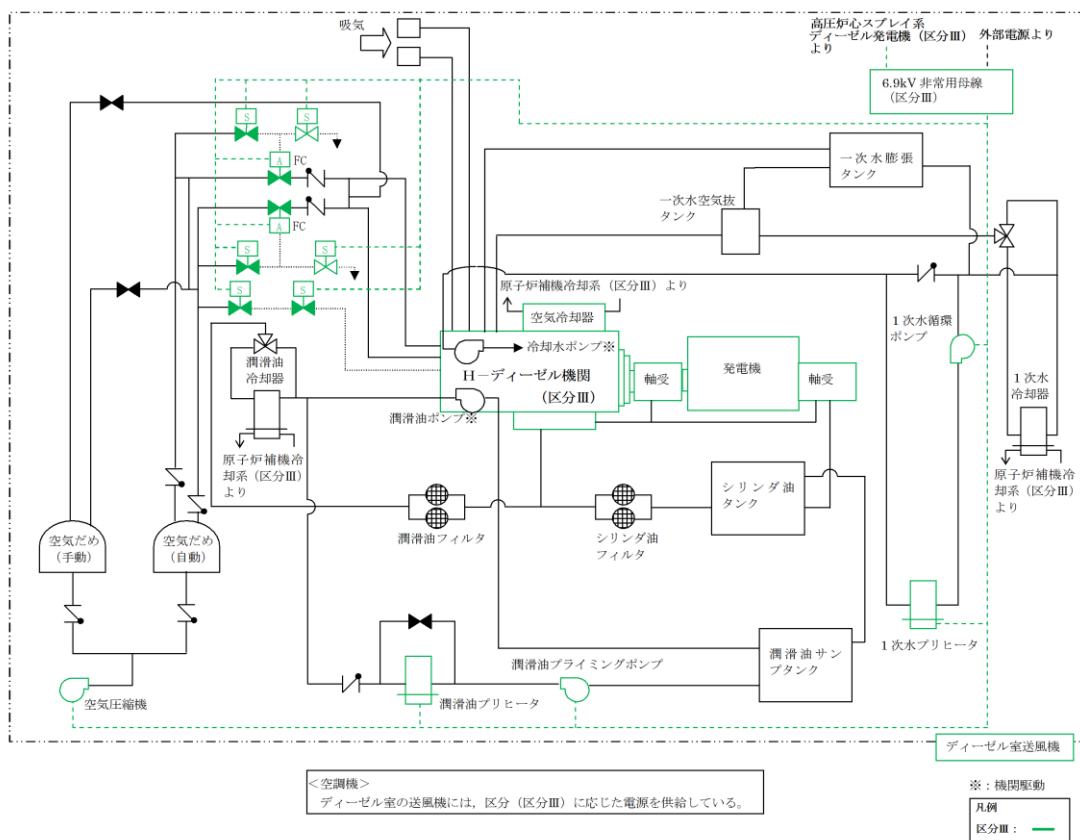 吸気
高圧炉心スプレイ系
ディーゼル発電機（区分Ⅲ）
より
外部電源より
6.9kV 非常用母線
（区分Ⅲ）
S
S
A
FC
A
FC
S
S
S
S
一次水膨張
タンク
一次水空気抜
タンク
原子炉補機冷却系（区分Ⅲ）より
空気冷却器
冷却水ポンプ※
H－ディーゼル機関
（区分Ⅲ）
潤滑油ポンプ※
軸受
発電機
軸受
1次水循環
ポンプ
1次水
冷却器
原子炉補機冷
却系（区分Ⅲ）
より
潤滑油
冷却器
原子炉補機冷
却系（区分Ⅲ）
より
潤滑油フィルタ
シリンダ油
フィルタ
シリンダ油
タンク
空気だめ
（手動）
空気だめ
（自動）
空気圧縮機
潤滑油プリヒータ
潤滑油プライミングポンプ
潤滑油サン
プタンク
1次水プリヒータ
ディーゼル室送風機
＜空調機＞
ディーゼル室の送風機には，区分（区分Ⅲ）に応じた電源を供給している。
※：機関駆動
凡例
区分Ⅲ：